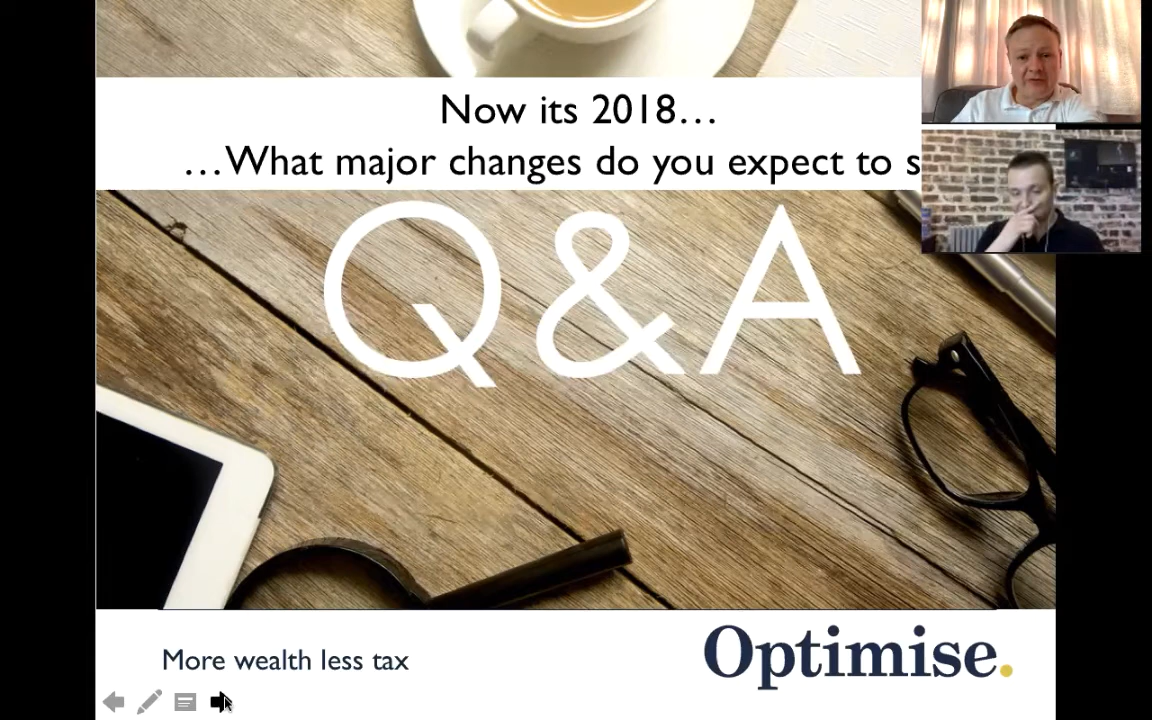 Now its 2018...
...What major changes do you expect to s
Q&A
More wealth less tax
Optimise.